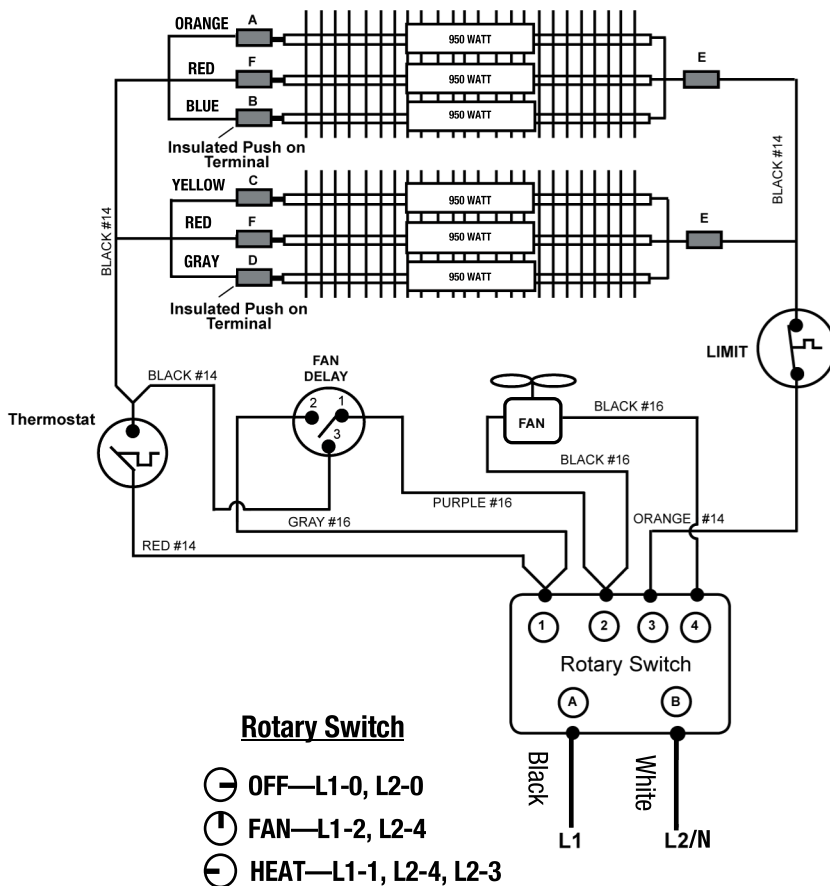 ORANGE
A
950 WATT
RED
F
950 WATT
E
BLUE
B
950 WATT
Insulated Push on
Terminal
BLACK #14
YELLOW
C
950 WATT
RED
F
950 WATT
E
GRAY
D
950 WATT
Insulated Push on
Terminal
BLACK #14
LIMIT
BLACK #14
FAN
DELAY
2
1
3
Thermostat
FAN
BLACK #16
BLACK #16
PURPLE #16
GRAY #16
ORANGE #14
RED #14
1
2
3
4
Rotary Switch
A
B
Black
White
L1
L2/N
Rotary Switch
OFF—L1-0, L2-0
FAN—L1-2, L2-4
HEAT—L1-1, L2-4, L2-3